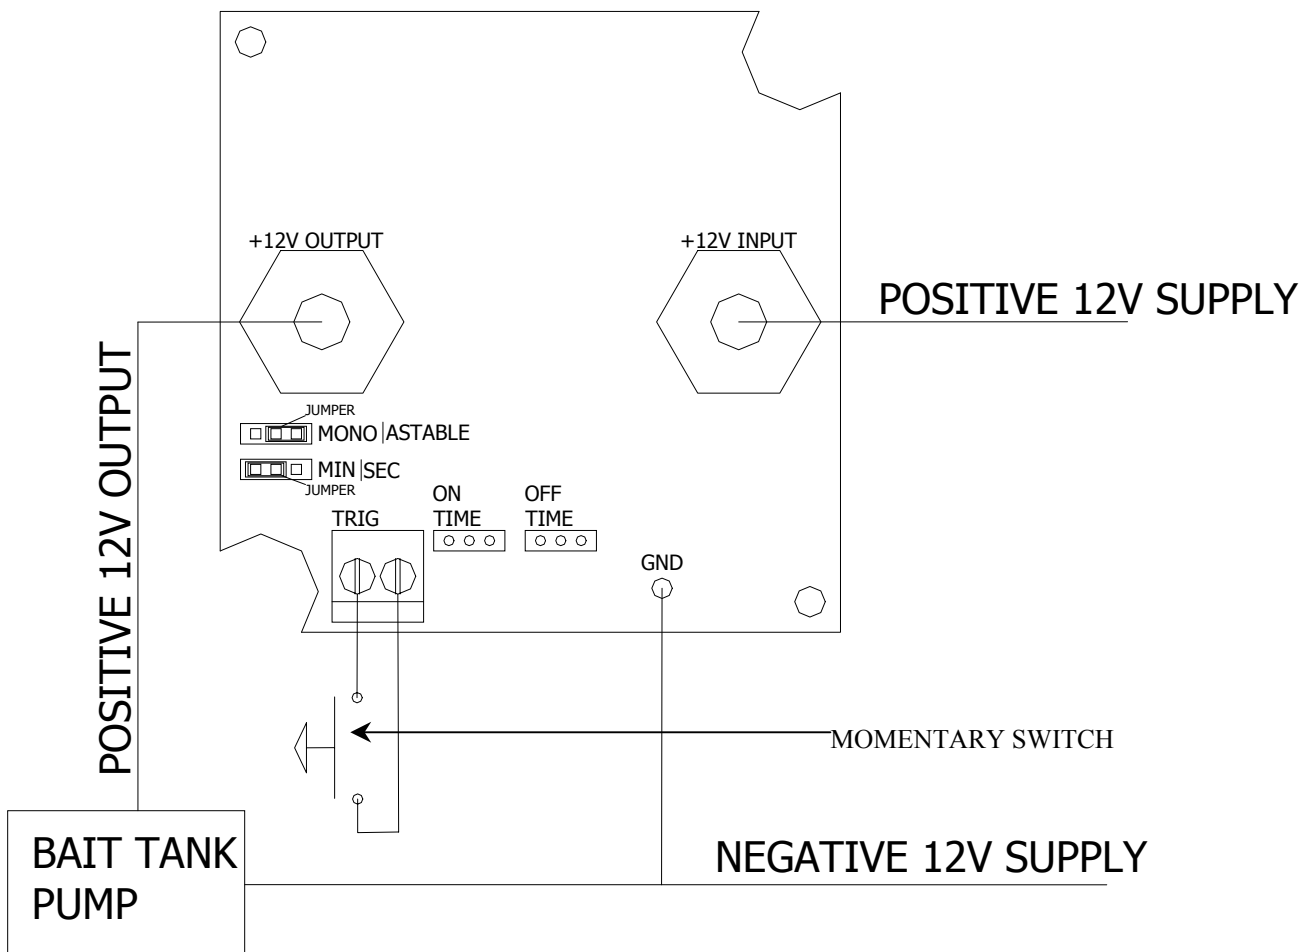 +12V OUTPUT
+12V INPUT
POSITIVE 12V SUPPLY
POSITIVE 12V OUTPUT
JUMPER
MONO|ASTABLE
MIN|SEC
JUMPER
TRIG
ON
TIME
OFF
TIME
GND
MOMENTARY SWITCH
BAIT TANK
PUMP
NEGATIVE 12V SUPPLY